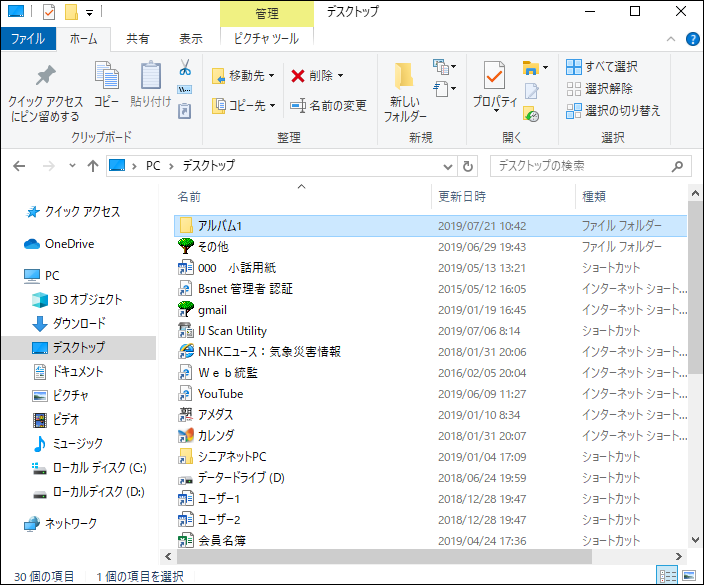 管理 デスクトップ
ファイル ホーム 共有 表示 ピクチャ ツール
クイック アクセス
にピン留めする
コピー
貼り付け
クリップボード
移動先
コピー先
削除
名前の変更
整理
新しい
フォルダー
新規
プロパティ
開く
すべて選択
選択解除
選択の切り替え
選択
PC › デスクトップ
デスクトップの検索
クイック アクセス
OneDrive
PC
3D オブジェクト
ダウンロード
デスクトップ
ドキュメント
ピクチャ
ビデオ
ミュージック
ローカル ディスク (C:)
ローカルディスク (D:)
ネットワーク
名前 更新日時 種類
アルバム1 2019/07/21 10:42 ファイル フォルダー
その他 2019/06/29 19:43 ファイル フォルダー
000 小話用紙 2019/05/13 13:21 ショートカット
Bsnet 管理者 認証 2015/05/12 16:05 インターネット ショート...
gmail 2019/01/19 16:45 インターネット ショート...
IJ Scan Utility 2019/07/06 8:14 ショートカット
NHKニュース：気象災害情報 2018/01/31 20:06 インターネット ショート...
Ｗｅｂ統監 2016/02/05 20:04 インターネット ショート...
YouTube 2019/06/09 11:27 インターネット ショート...
アメダス 2019/01/10 8:34 インターネット ショート...
カレンダ 2018/01/31 20:07 インターネット ショート...
シニアネットPC 2019/01/04 17:09 ショートカット
データードライブ (D) 2018/06/24 19:59 ショートカット
ユーザー1 2018/12/28 19:47 ショートカット
ユーザー2 2018/12/28 19:47 ショートカット
会員名簿 2019/04/24 17:36 ショートカット
30 個の項目 1 個の項目を選択